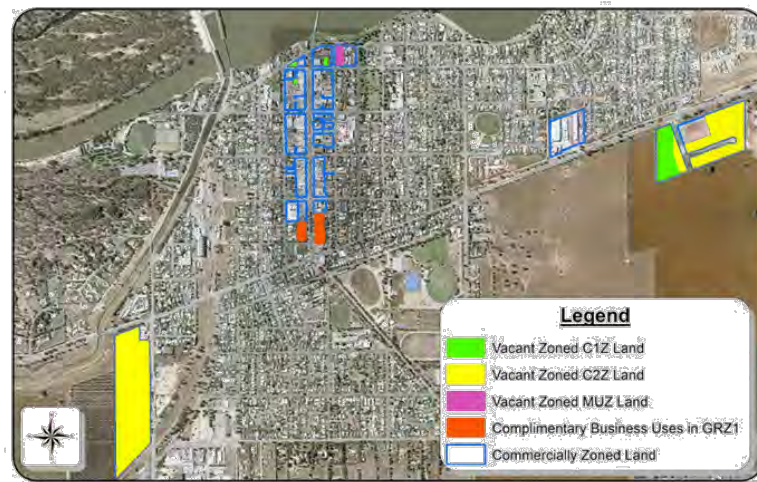 Legend
Vacant Zoned C1Z Land
Vacant Zoned C2Z Land
Vacant Zoned MUZ Land
Complimentary Business Uses in GRZ1
Commercially Zoned Land